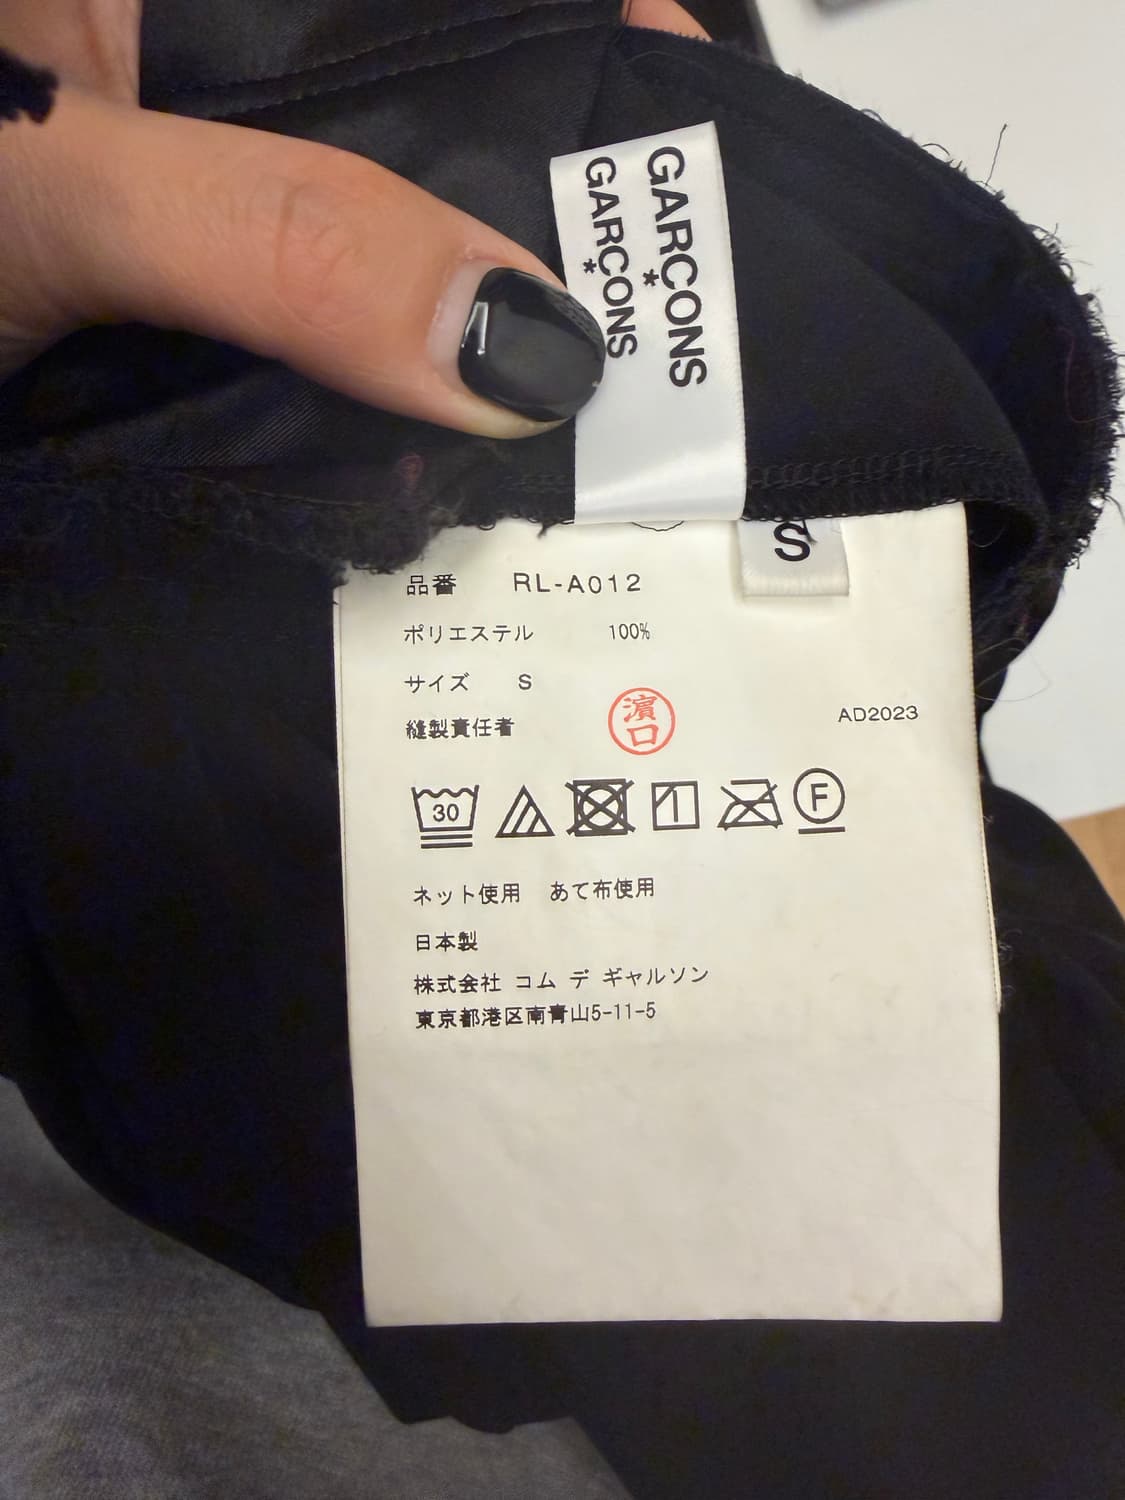 GARÇONS
GARÇONS
S
品番 RL-A012
ポリエステル 100%
サイズ S
縫製責任者 濱口 AD2023
30 F
ネット使用 あて布使用
日本製
株式会社 コム デ ギャルソン
東京都港区南青山5-11-5